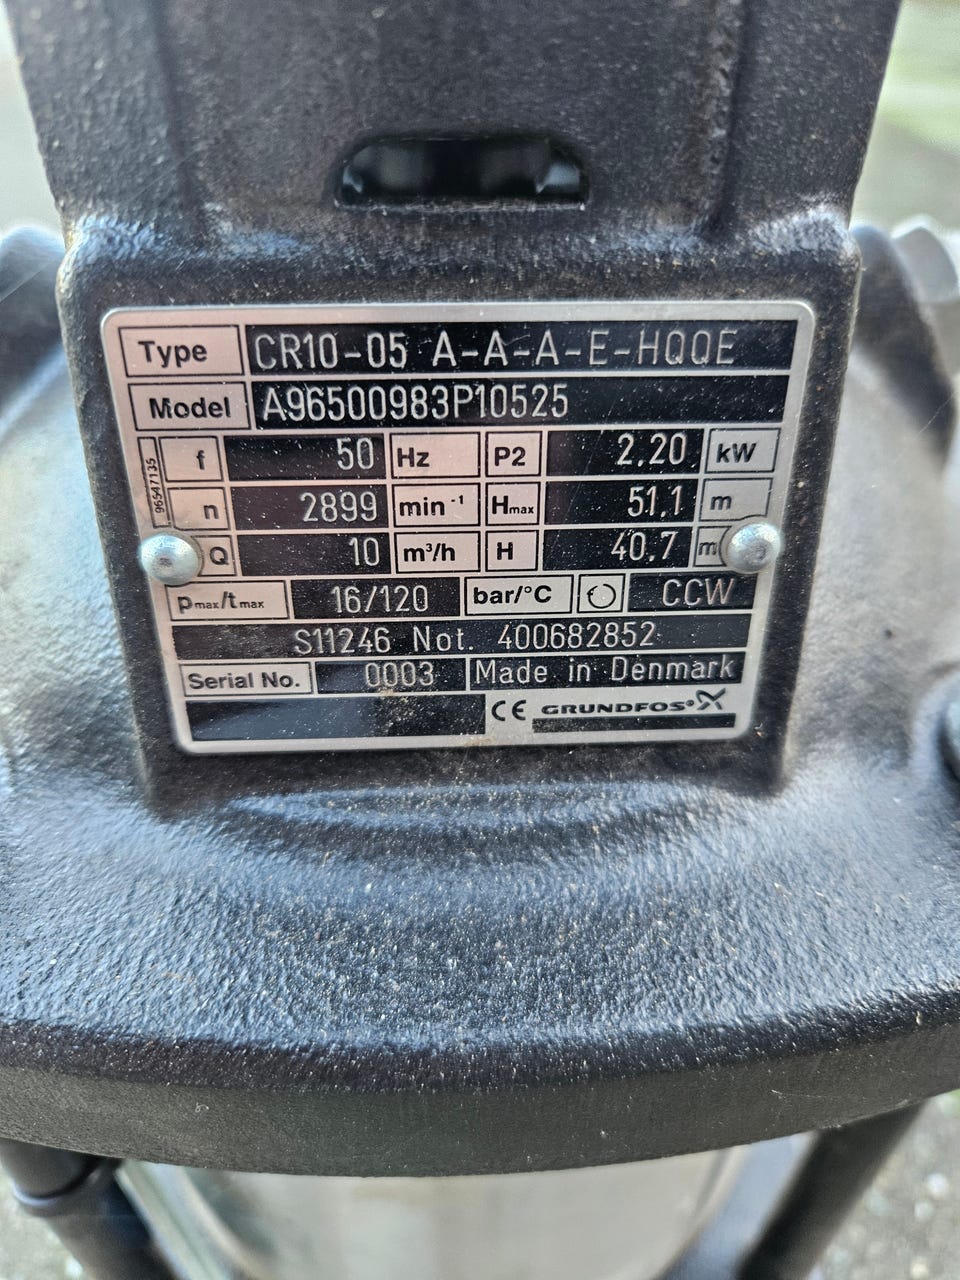 Type CR10-05 A-A-A-E-HQQE
Model A96500983P10525
96547135
f 50 Hz P2 2.20 kW
n 2899 min⁻¹ Hmax 51.1 m
Q 10 m³/h H 40.7 m
pmax/tmax 16/120 bar/°C CCW
S11246 Not. 400682852
Serial No. 0003 Made in Denmark
CE GRUNDFOS®